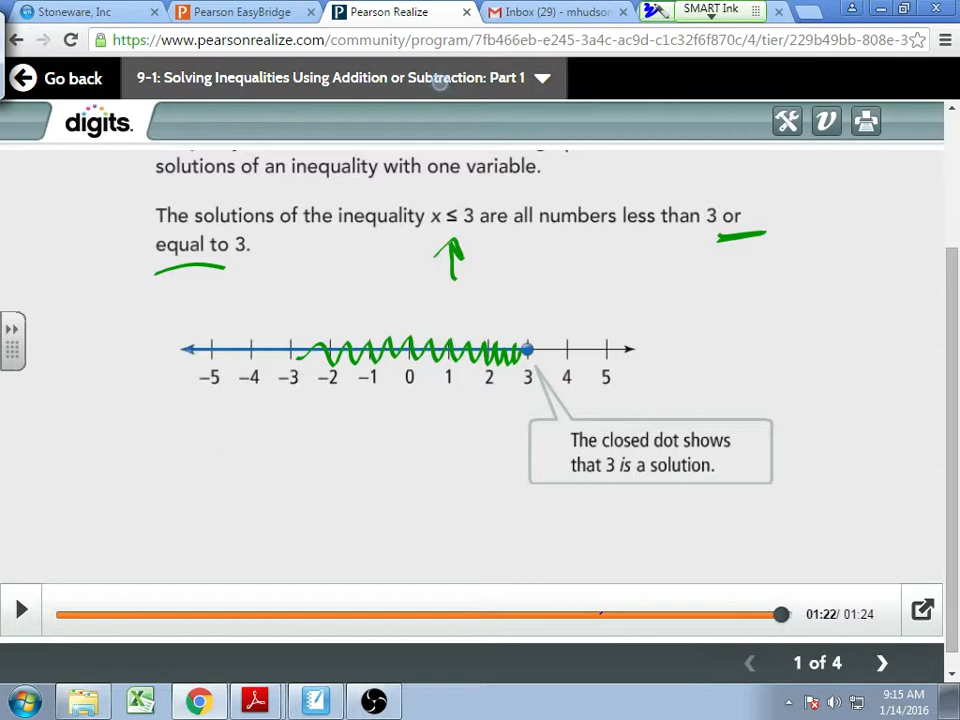 Stoneware, Inc
Pearson EasyBridge
Pearson Realize
Inbox (29) - mhudson
SMART Ink
https://www.pearsonrealize.com/community/program/7fb466eb-e245-3a4c-ac9d-c1c32f6f870c/4/tier/229b49bb-808e-3
Go back
9-1: Solving Inequalities Using Addition or Subtraction: Part 1
digits.
solutions of an inequality with one variable.
The solutions of the inequality x ≤ 3 are all numbers less than 3 or
equal to 3.
–5 –4 –3 –2 –1 0 1 2 3 4 5
The closed dot shows
that 3 is a solution.
01:22/ 01:24
1 of 4
9:15 AM
1/14/2016